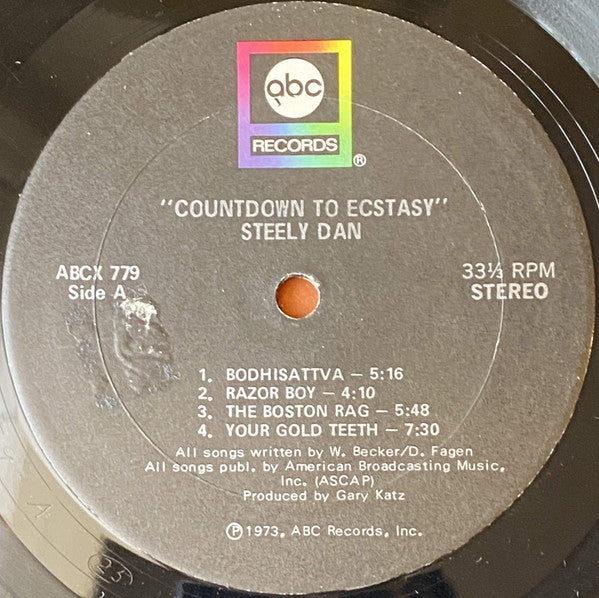 abc
RECORDS
®
"COUNTDOWN TO ECSTASY"
STEELY DAN
ABCX 779
Side A
33⅓ RPM
STEREO
1. BODHISATTVA — 5:16
2. RAZOR BOY — 4:10
3. THE BOSTON RAG — 5:48
4. YOUR GOLD TEETH — 7:30
All songs written by W. Becker/D. Fagen
All songs publ. by American Broadcasting Music,
Inc. (ASCAP)
Produced by Gary Katz
℗ 1973, ABC Records, Inc.